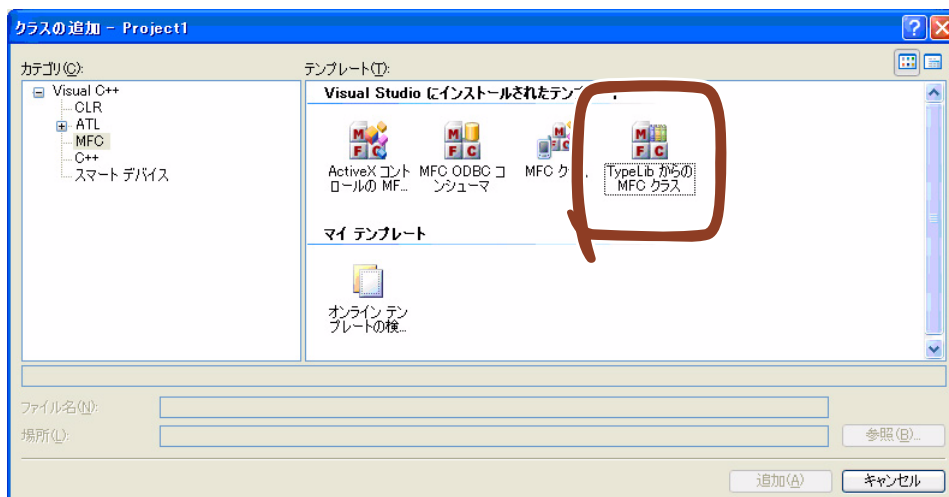 クラスの追加 - Project1
カテゴリ(C):
テンプレート(T):
Visual C++
CLR
ATL
MFC
C++
スマート デバイス
Visual Studio にインストールされたテンプ
ActiveX コント
ロールの MF...
MFC ODBC コ
ンシューマ
MFC ク
TypeLib からの
MFC クラス
マイ テンプレート
オンライン テン
プレートの検...
ファイル名(N):
場所(L):
参照(B)...
追加(A)
キャンセル